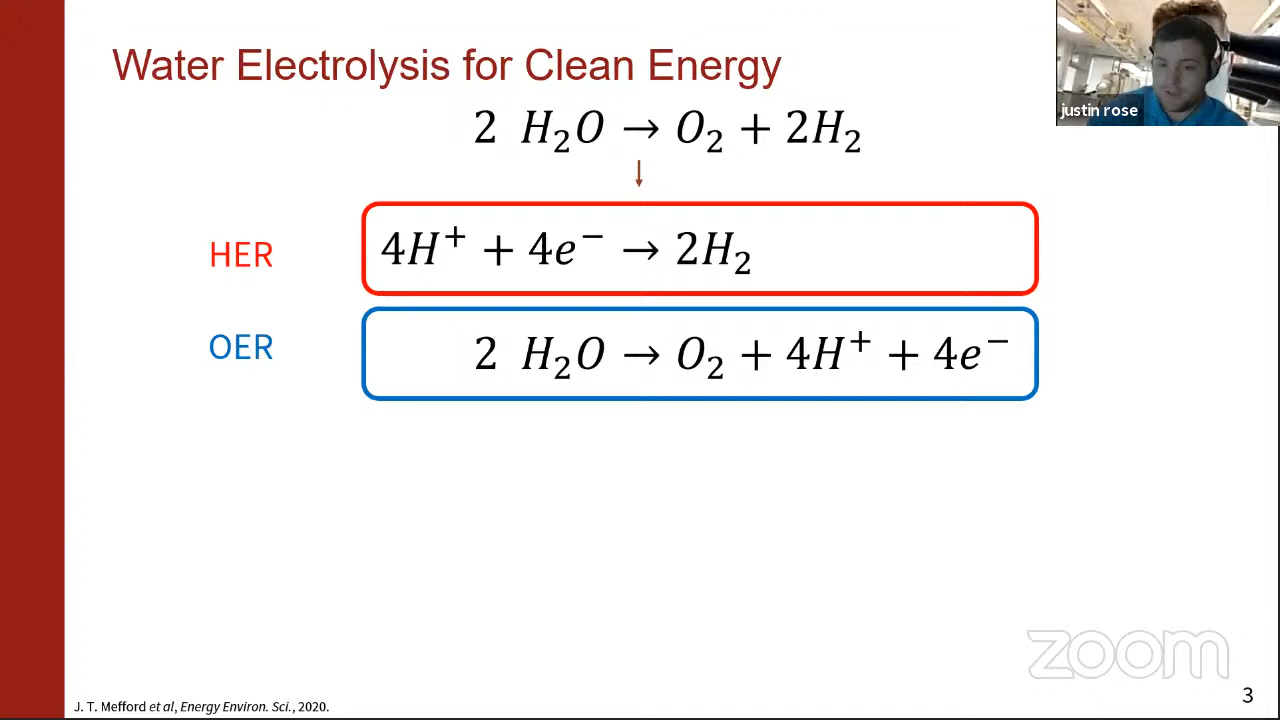 Water Electrolysis for Clean Energy
justin rose
2 H₂O → O₂ + 2H₂
↓
HER
4H⁺ + 4e⁻ → 2H₂
OER
2 H₂O → O₂ + 4H⁺ + 4e⁻
zoom
J. T. Mefford et al, Energy Environ. Sci., 2020.
3